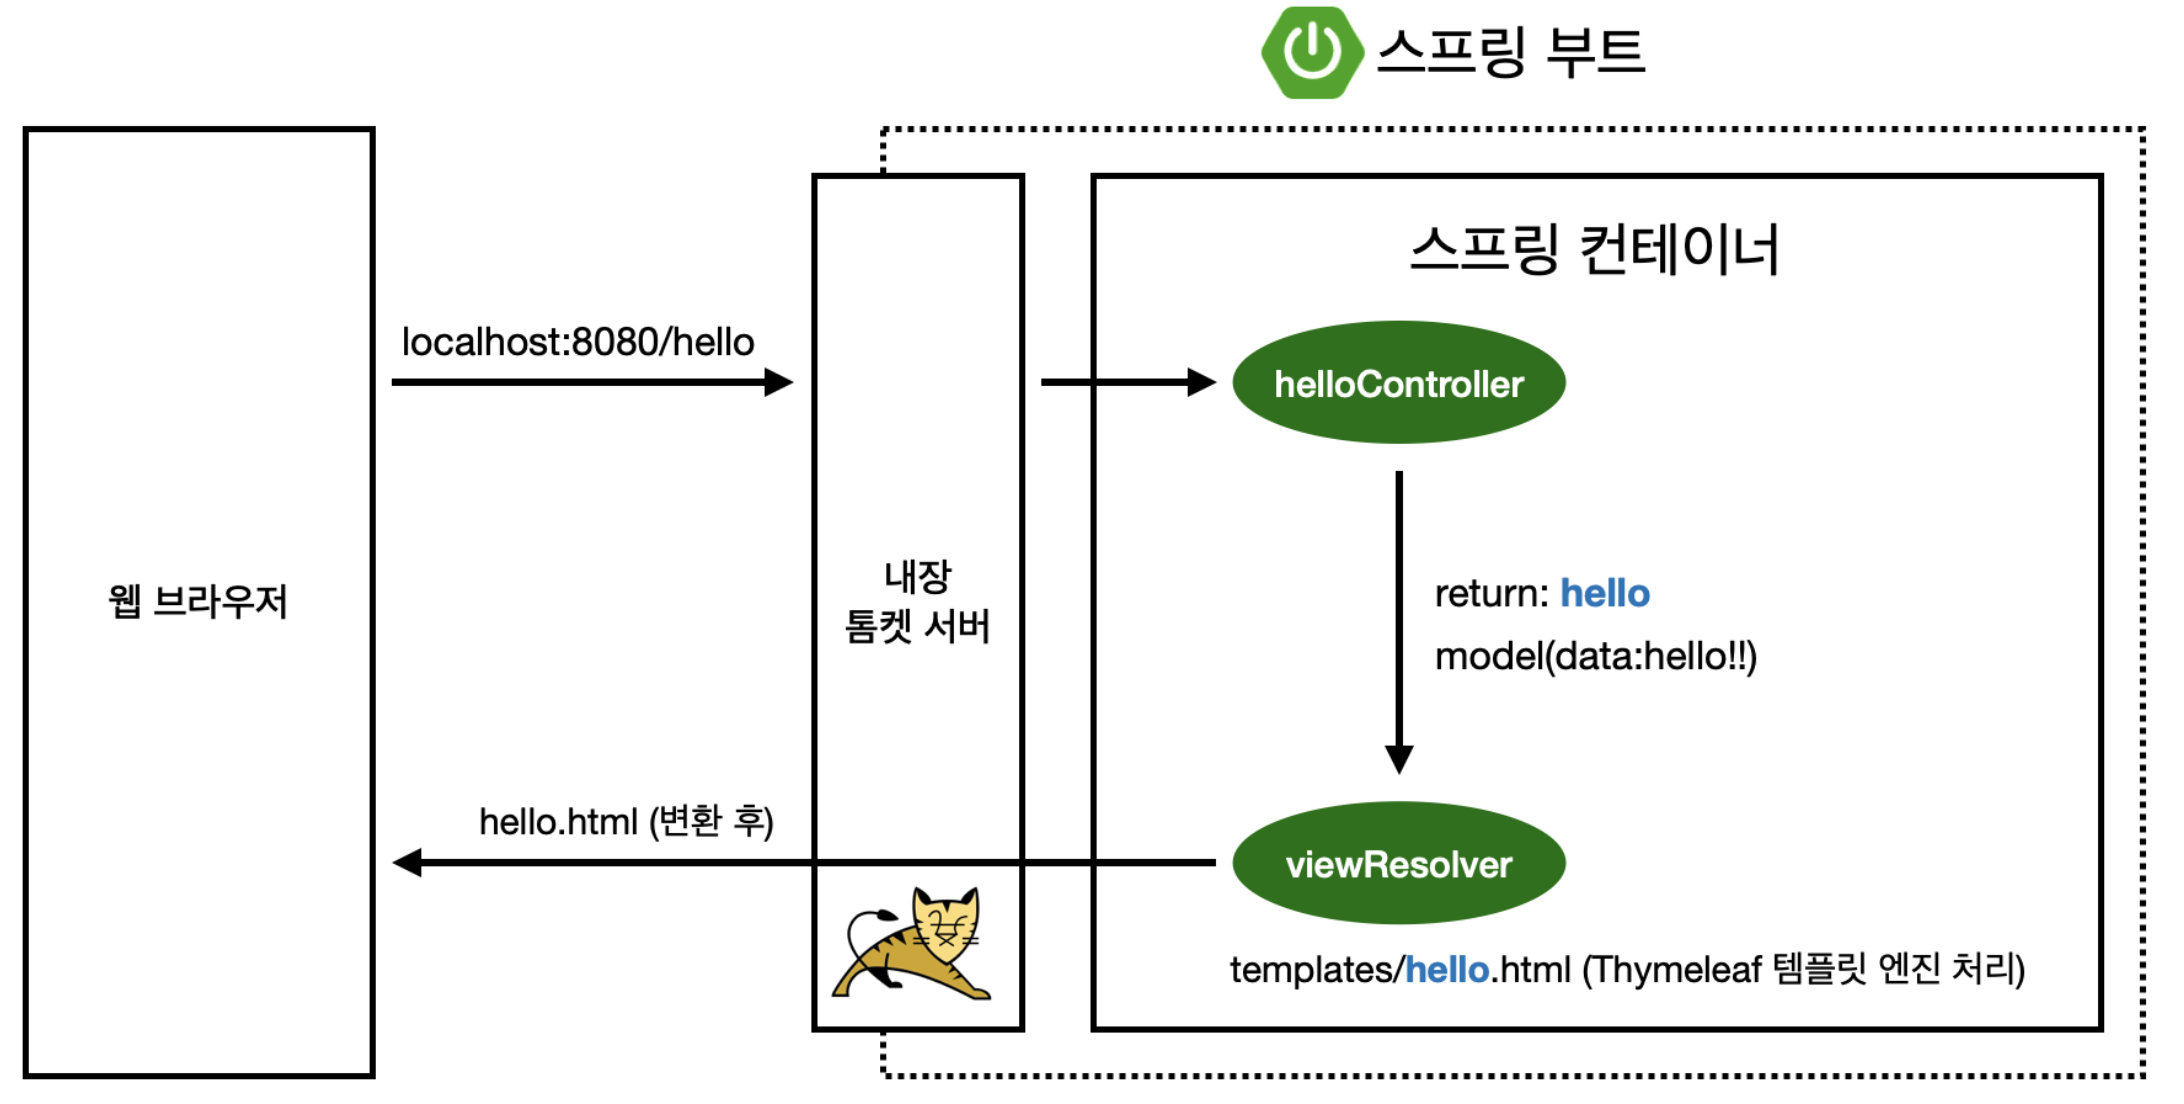 스프링 부트
스프링 컨테이너
localhost:8080/hello
helloController
웹 브라우저
내장
톰켓 서버
return: hello
model(data:hello!!)
hello.html (변환 후)
viewResolver
templates/hello.html (Thymeleaf 템플릿 엔진 처리)